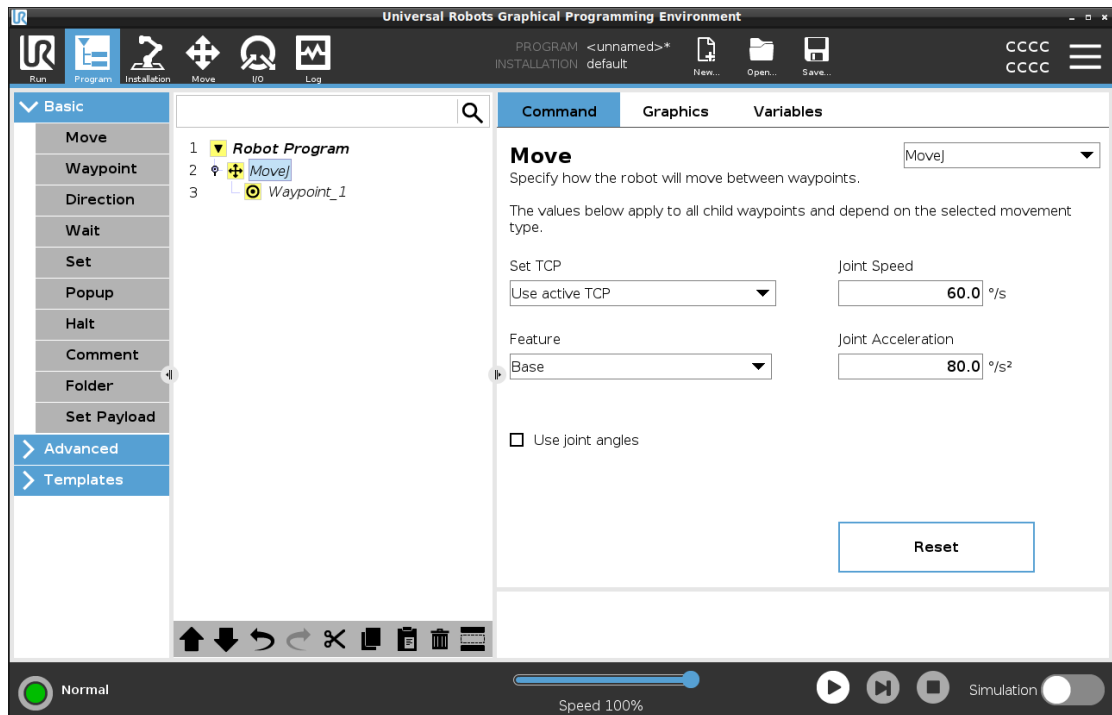 Universal Robots Graphical Programming Environment
UR
Run
Program
Installation
Move
I/O
Log
PROGRAM <unnamed>*
INSTALLATION default
New...
Open...
Save...
CCCC
CCCC
Basic
Move
Waypoint
Direction
Wait
Set
Popup
Halt
Comment
Folder
Set Payload
Advanced
Templates
1 Robot Program
2 MoveJ
3 Waypoint_1
Command Graphics Variables
Move
MoveJ
Specify how the robot will move between waypoints.
The values below apply to all child waypoints and depend on the selected movement
type.
Set TCP
Use active TCP
Joint Speed
60.0 °/s
Feature
Base
Joint Acceleration
80.0 °/s²
Use joint angles
Reset
Normal
Speed 100%
Simulation